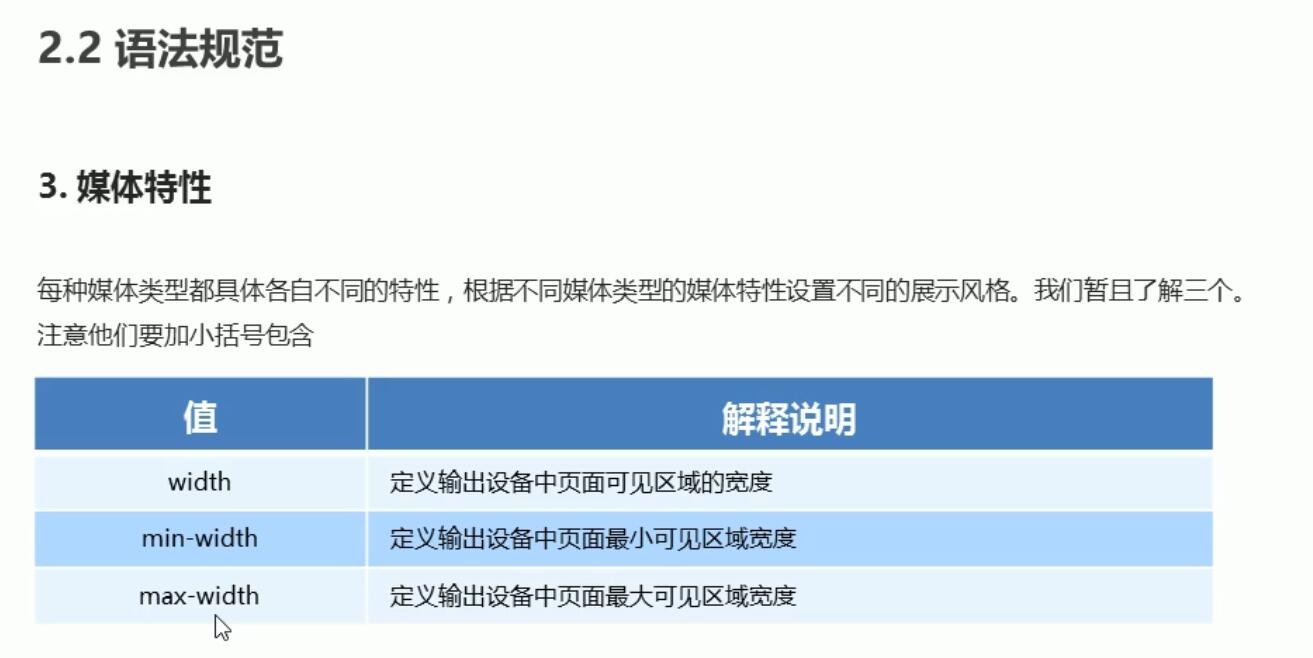 2.2 语法规范
3. 媒体特性
每种媒体类型都具体各自不同的特性，根据不同媒体类型的媒体特性设置不同的展示风格。我们暂且了解三个。
注意他们要加小括号包含
值 解释说明
width 定义输出设备中页面可见区域的宽度
min-width 定义输出设备中页面最小可见区域宽度
max-width 定义输出设备中页面最大可见区域宽度